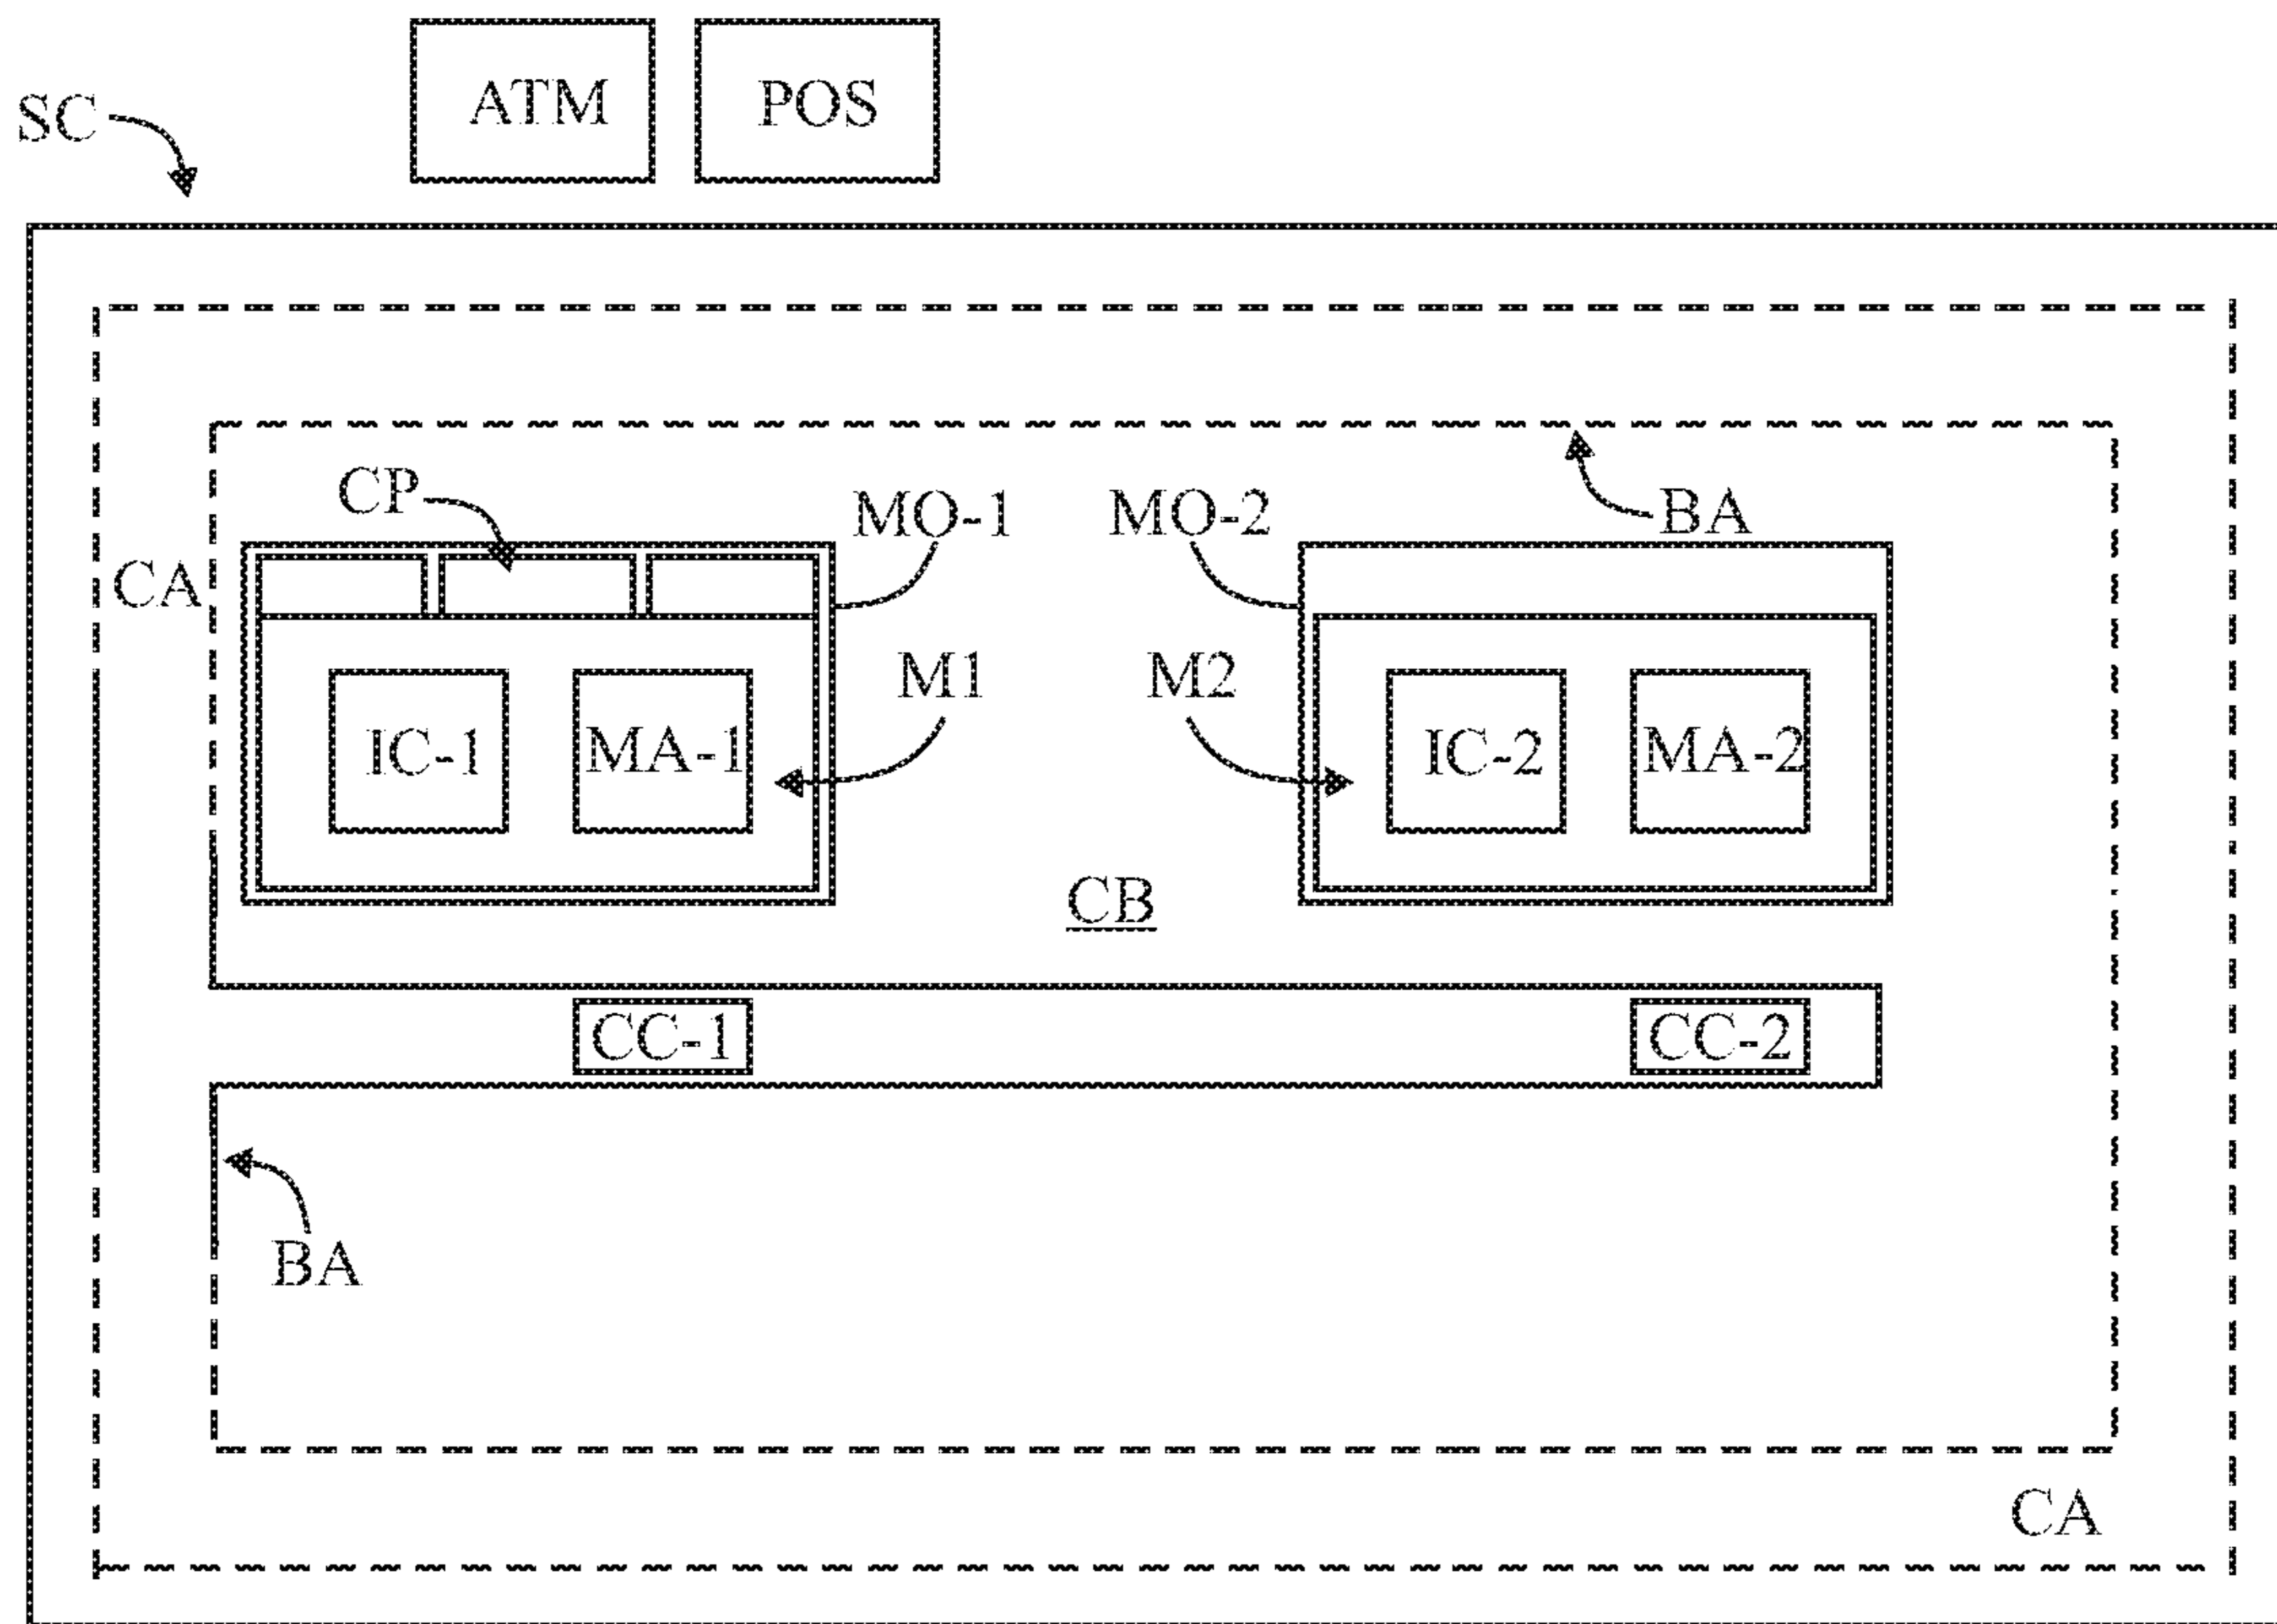 ATM POS
SC
CP MO-1 MO-2 BA
CA
M1 M2
IC-1 MA-1 IC-2 MA-2
CB
CC-1 CC-2
BA
CA